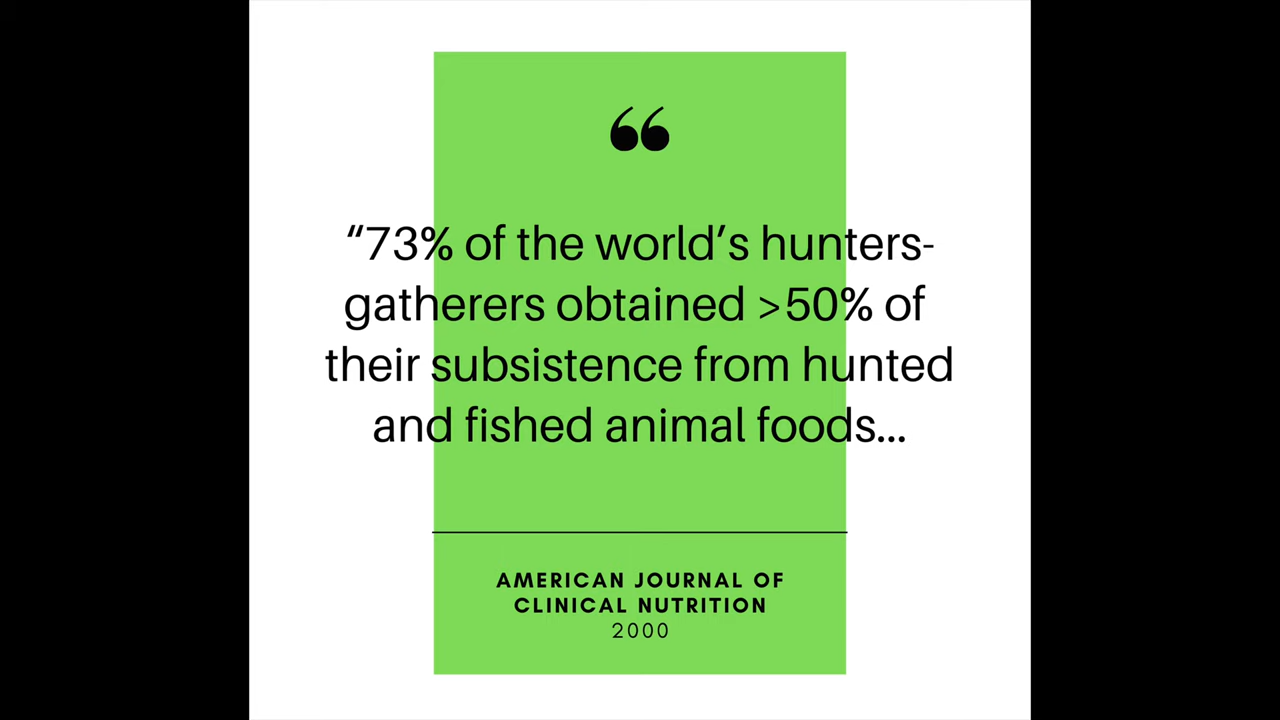 “
“73% of the world’s hunters-
gatherers obtained >50% of
their subsistence from hunted
and fished animal foods...
AMERICAN JOURNAL OF
CLINICAL NUTRITION
2000